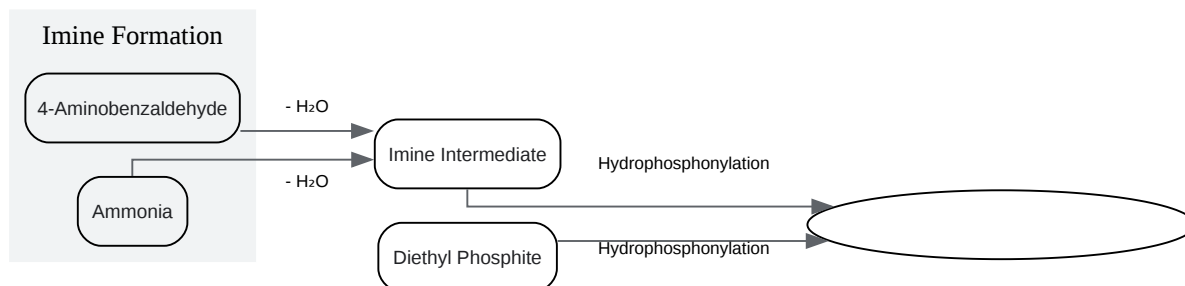 Imine Formation
4-Aminobenzaldehyde
- H₂O
Imine Intermediate
Hydrophosphonylation
- H₂O
Ammonia
Diethyl Phosphite
Hydrophosphonylation